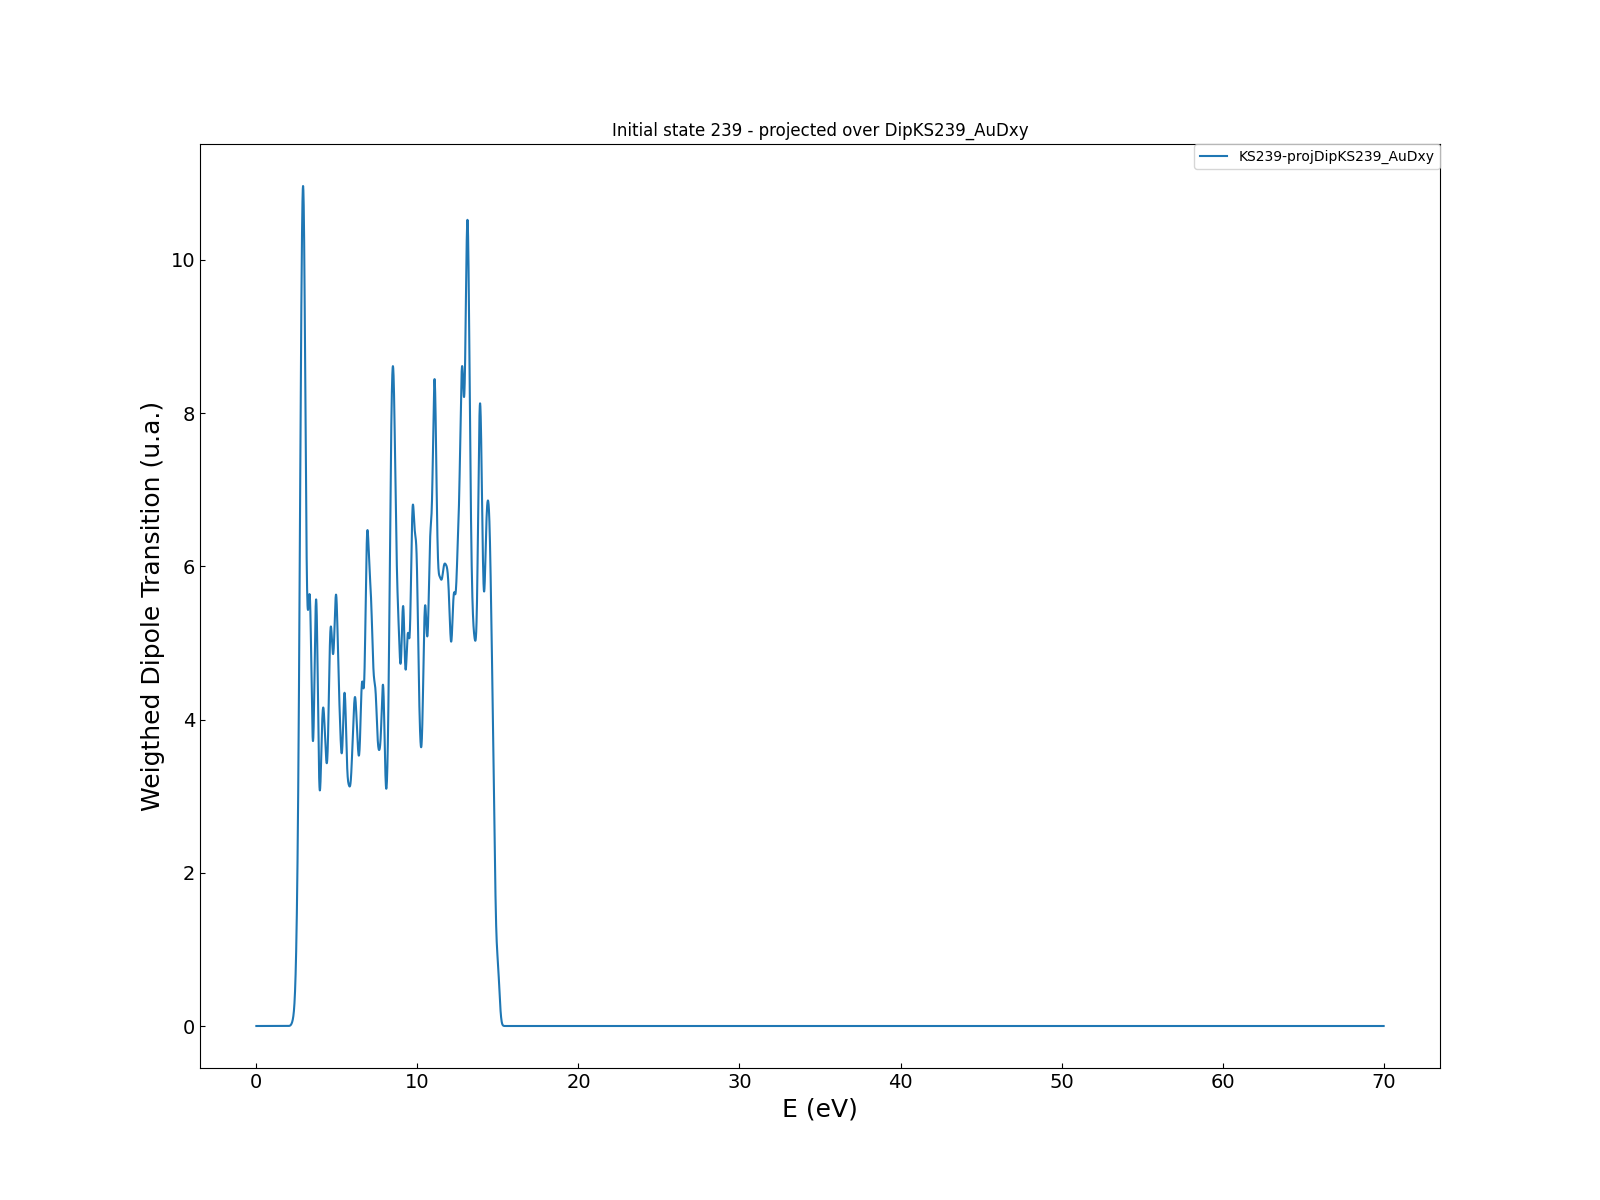 Initial state 239 - projected over DipKS239_AuDxy
KS239-projDipKS239_AuDxy
Weigthed Dipole Transition (u.a.)
10
8
6
4
2
0
0 10 20 30 40 50 60 70
E (eV)